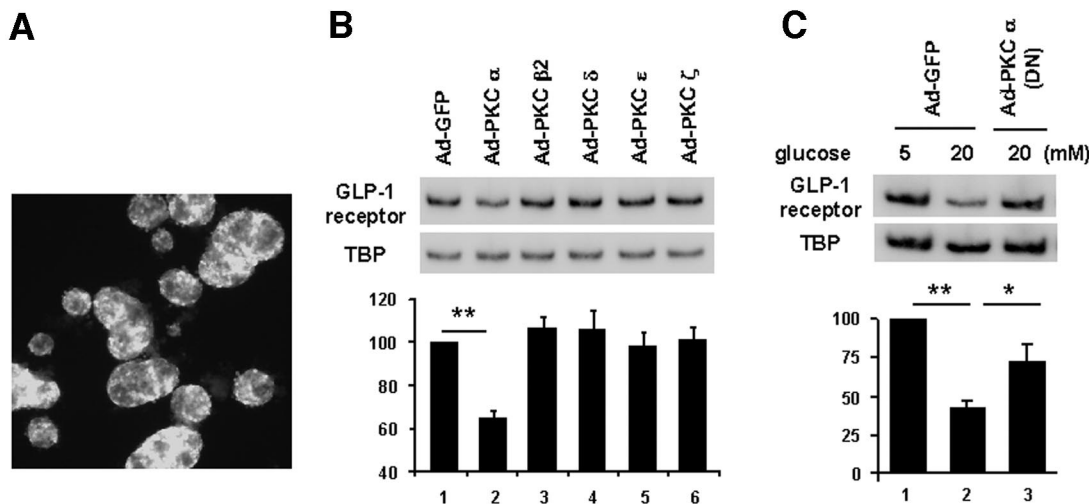 A
B
C
Ad-GFP
Ad-PKC α
Ad-PKC β2
Ad-PKC δ
Ad-PKC ε
Ad-PKC ζ
GLP-1
receptor
TBP
120
**
100
80
60
40
1 2 3 4 5 6
Ad-GFP
Ad-PKC α
(DN)
glucose 5 20 20 (mM)
GLP-1
receptor
TBP
** *
100
75
50
25
0
1 2 3